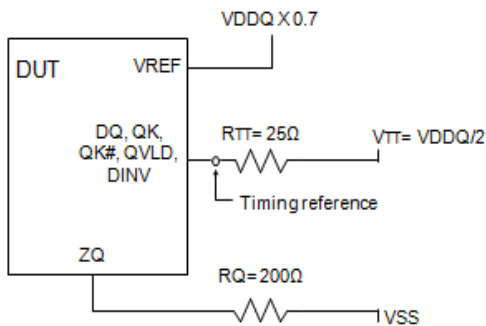 VDDQ X 0.7
DUT
VREF
DQ, QK,
QK#, QVLD,
DINV
RTT= 25Ω
VTT= VDDQ/2
Timing reference
ZQ
RQ=200Ω
VSS